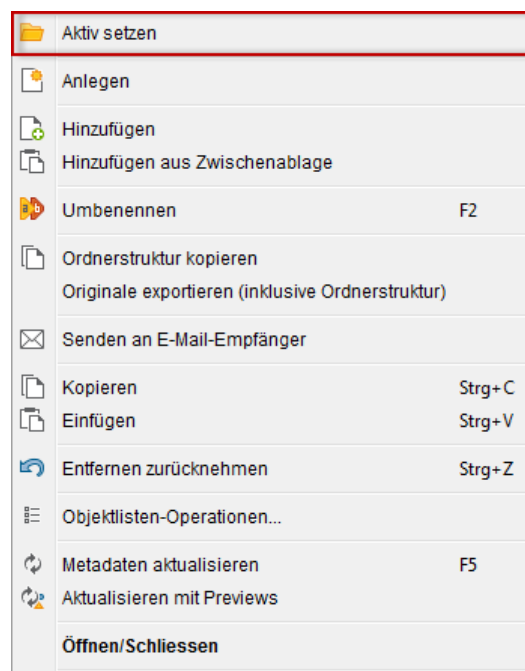 Aktiv setzen
Anlegen
Hinzufügen
Hinzufügen aus Zwischenablage
Umbenennen F2
Ordnerstruktur kopieren
Originale exportieren (inklusive Ordnerstruktur)
Senden an E-Mail-Empfänger
Kopieren Strg+C
Einfügen Strg+V
Entfernen zurücknehmen Strg+Z
Objektlisten-Operationen...
Metadaten aktualisieren F5
Aktualisieren mit Previews
Öffnen/Schliessen